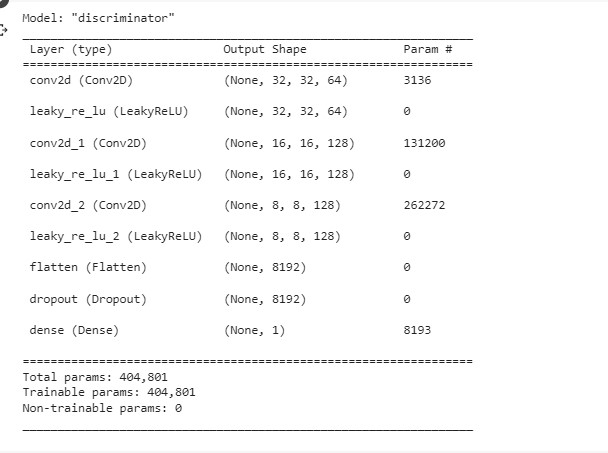 Model: "discriminator"
_________________________________________________________________
Layer (type) Output Shape Param #
=================================================================
conv2d (Conv2D) (None, 32, 32, 64) 3136
leaky_re_lu (LeakyReLU) (None, 32, 32, 64) 0
conv2d_1 (Conv2D) (None, 16, 16, 128) 131200
leaky_re_lu_1 (LeakyReLU) (None, 16, 16, 128) 0
conv2d_2 (Conv2D) (None, 8, 8, 128) 262272
leaky_re_lu_2 (LeakyReLU) (None, 8, 8, 128) 0
flatten (Flatten) (None, 8192) 0
dropout (Dropout) (None, 8192) 0
dense (Dense) (None, 1) 8193
=================================================================
Total params: 404,801
Trainable params: 404,801
Non-trainable params: 0
_________________________________________________________________